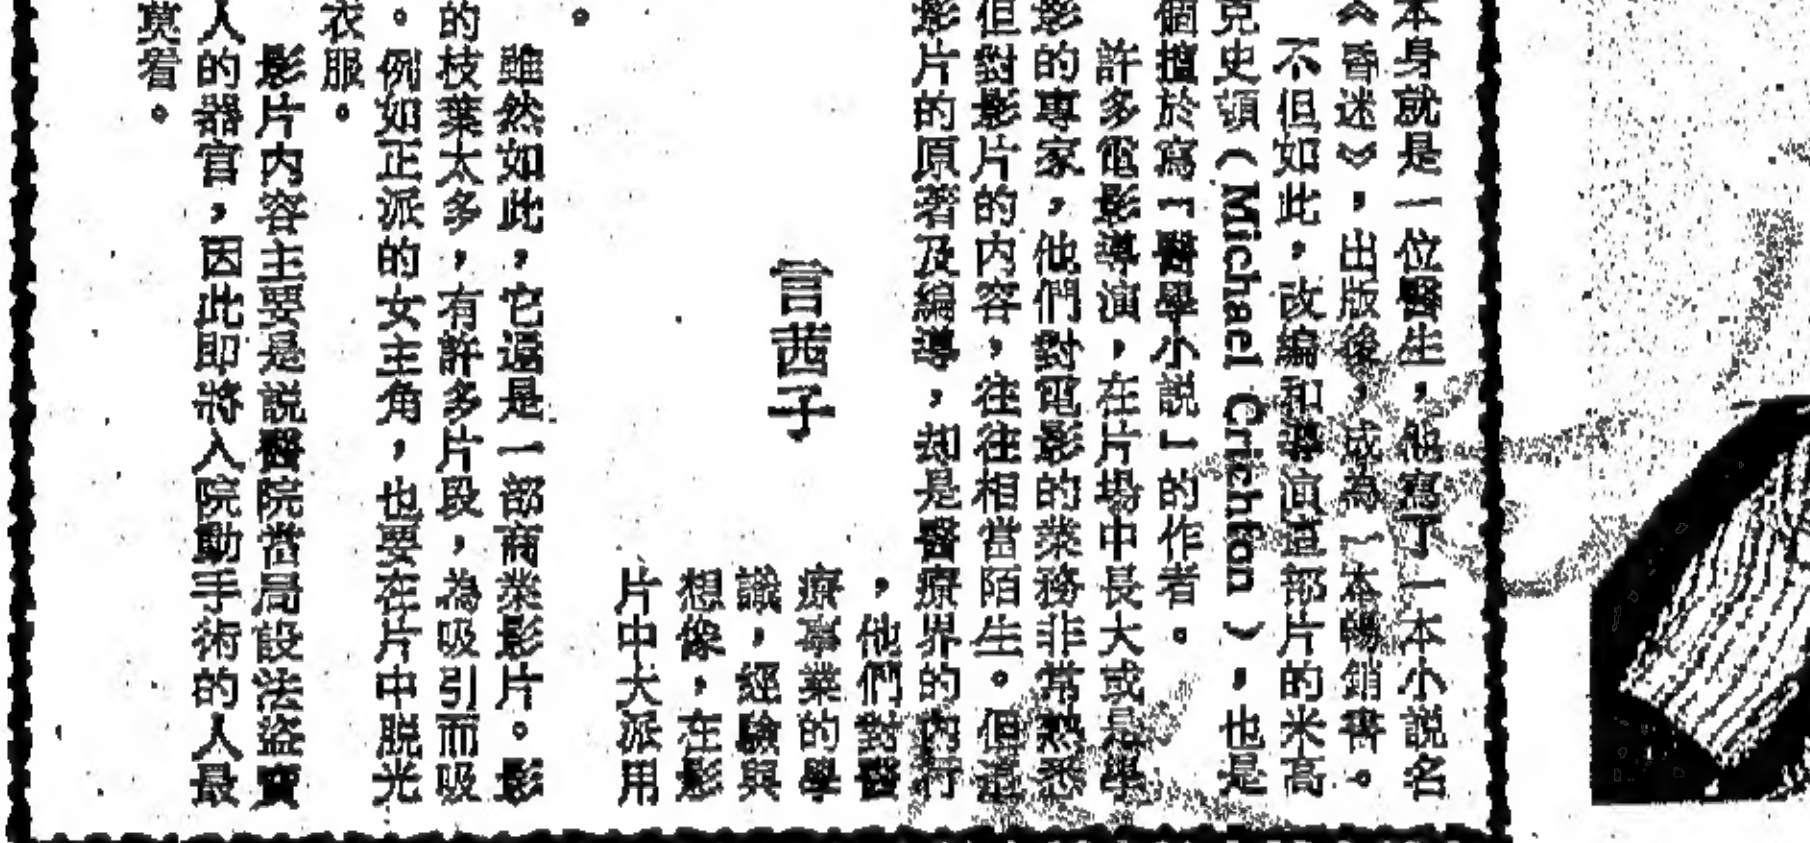 本身就是一位醫生，他寫了一本小説名
《昏迷》，出版後，成為一本暢銷書。
不但如此，改編和導演這部片的米高
克史頓（Michael Crichton），也是
個擅於寫「醫學小説」的作者。
許多電影導演，在片場中長大或是學
影的專家，他們對電影的業務非常熟悉
但對影片的内容，往往相當陌生。但這
影片的原著及編導，却是醫療界的内行
，他們對醫
療事業的學
識，經驗與
想像，在影
片中大派用
。
言茜子
雖然如此，它還是一部商業影片。影
的枝葉太多，有許多片段，為吸引而吸
。例如正派的女主角，也要在片中脱光
衣服。
影片内容主要是説醫院當局設法盜賣
人的器官，因此即將入院動手術的人最
莫看。